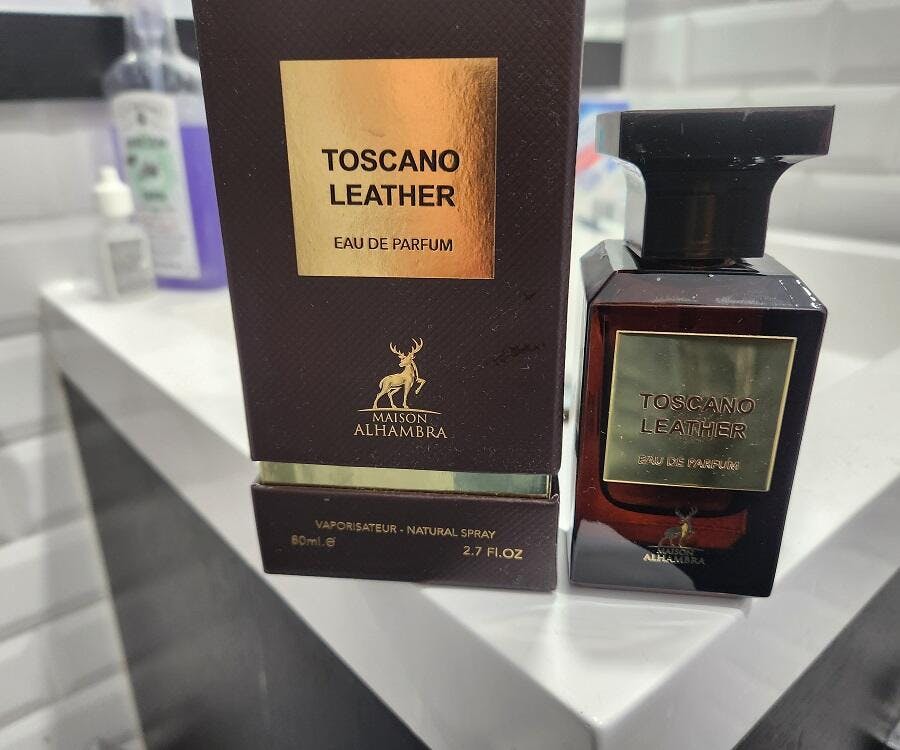 TOSCANO
LEATHER
EAU DE PARFUM
MAISON
ALHAMBRA
VAPORISATEUR - NATURAL SPRAY
80ml.e
2.7 Fl.OZ
TOSCANO
LEATHER
EAU DE PARFUM
MAISON
ALHAMBRA